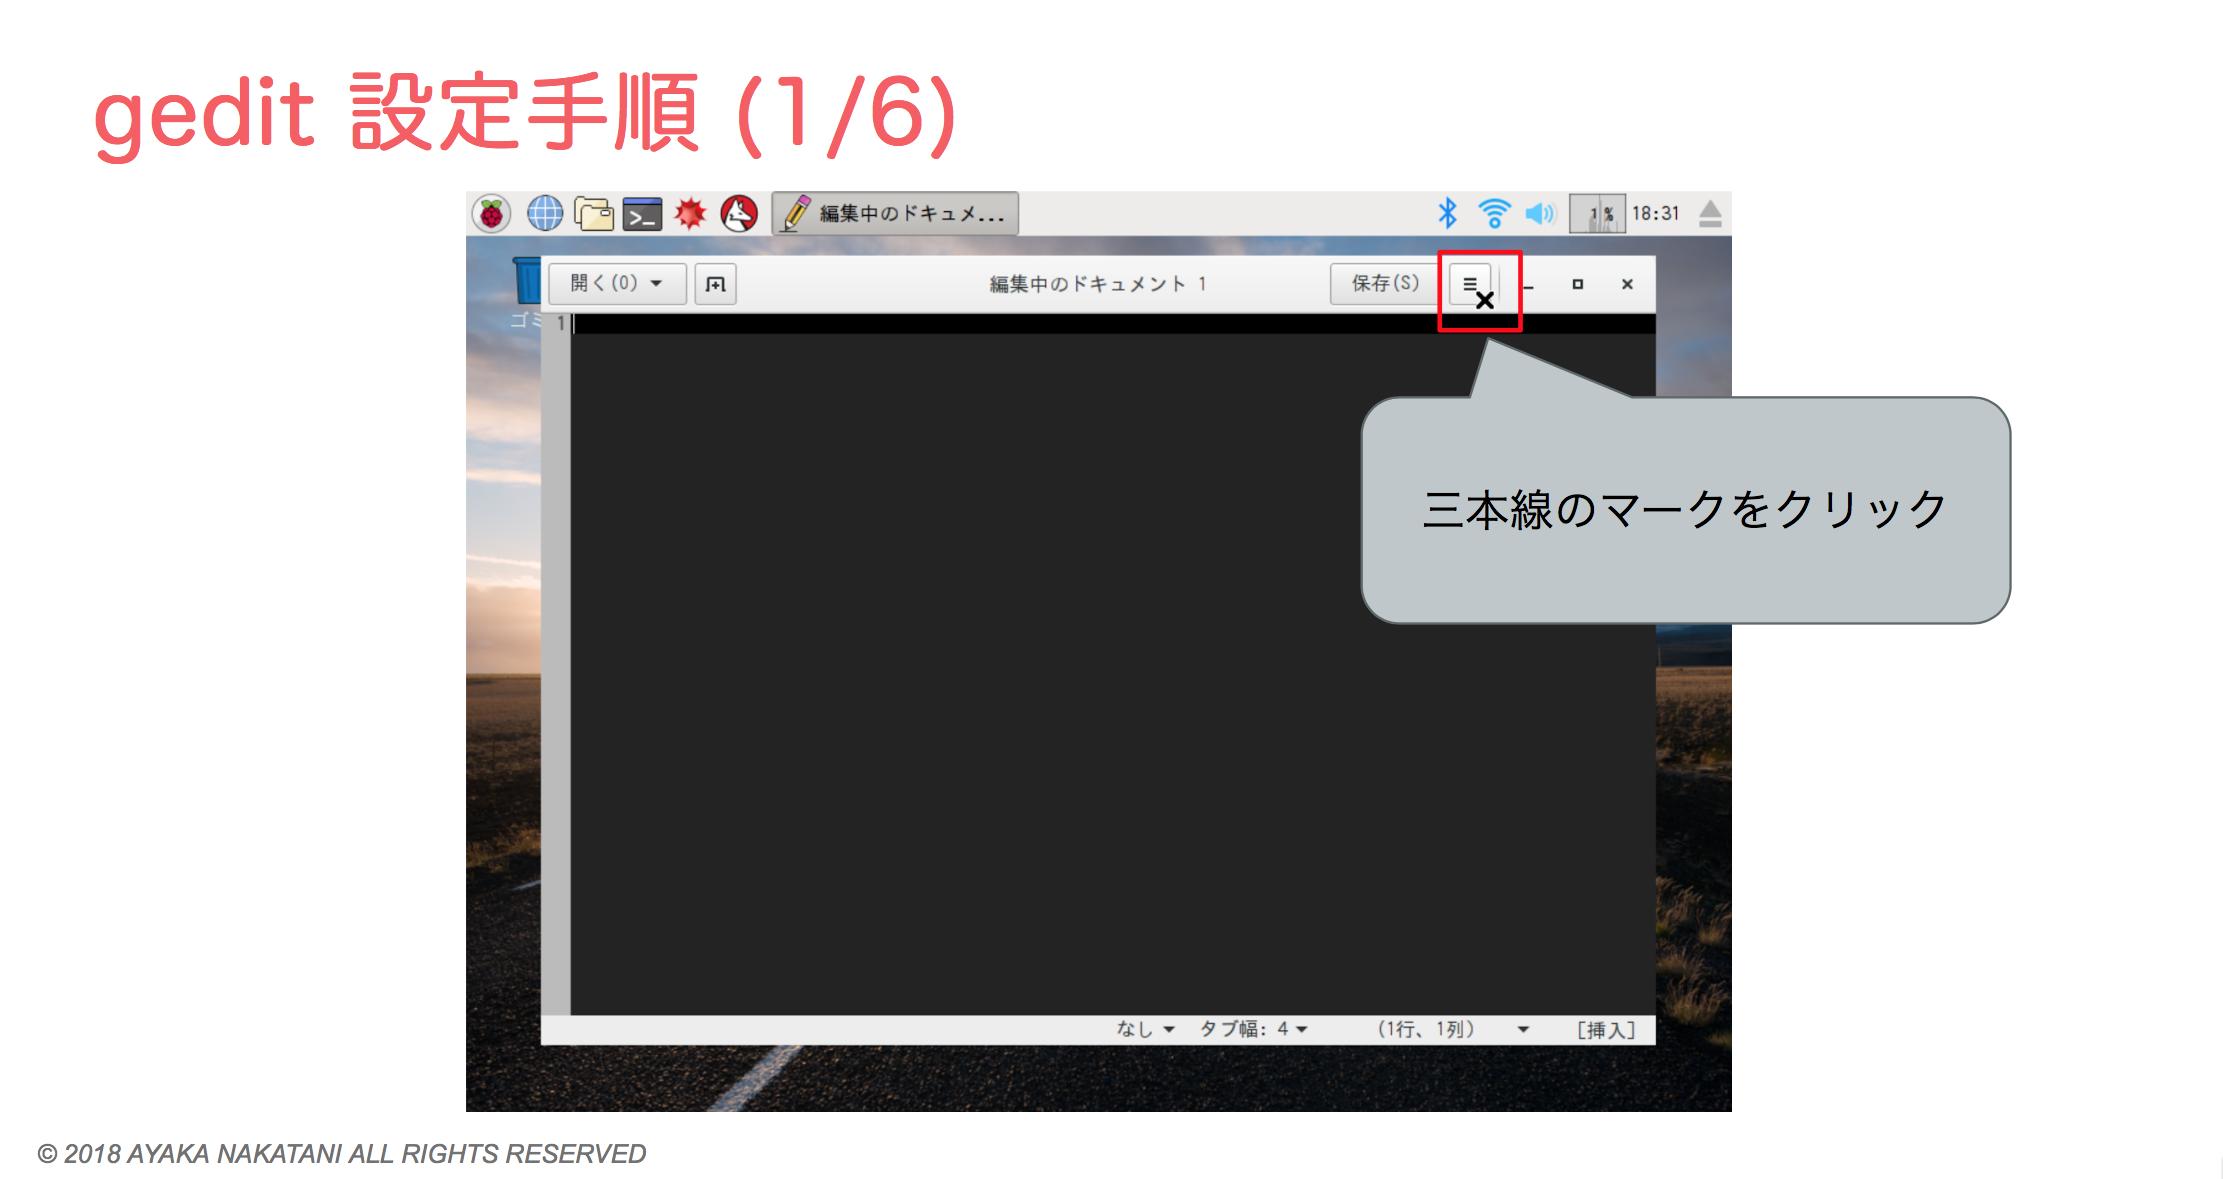 gedit 設定手順 (1/6)
編集中のドキュメ...
1 %
18:31
開く(O)
編集中のドキュメント 1
保存(S)
ゴミ
1
三本線のマークをクリック
なし
タブ幅: 4
(1行、1列)
[挿入]
© 2018 AYAKA NAKATANI ALL RIGHTS RESERVED